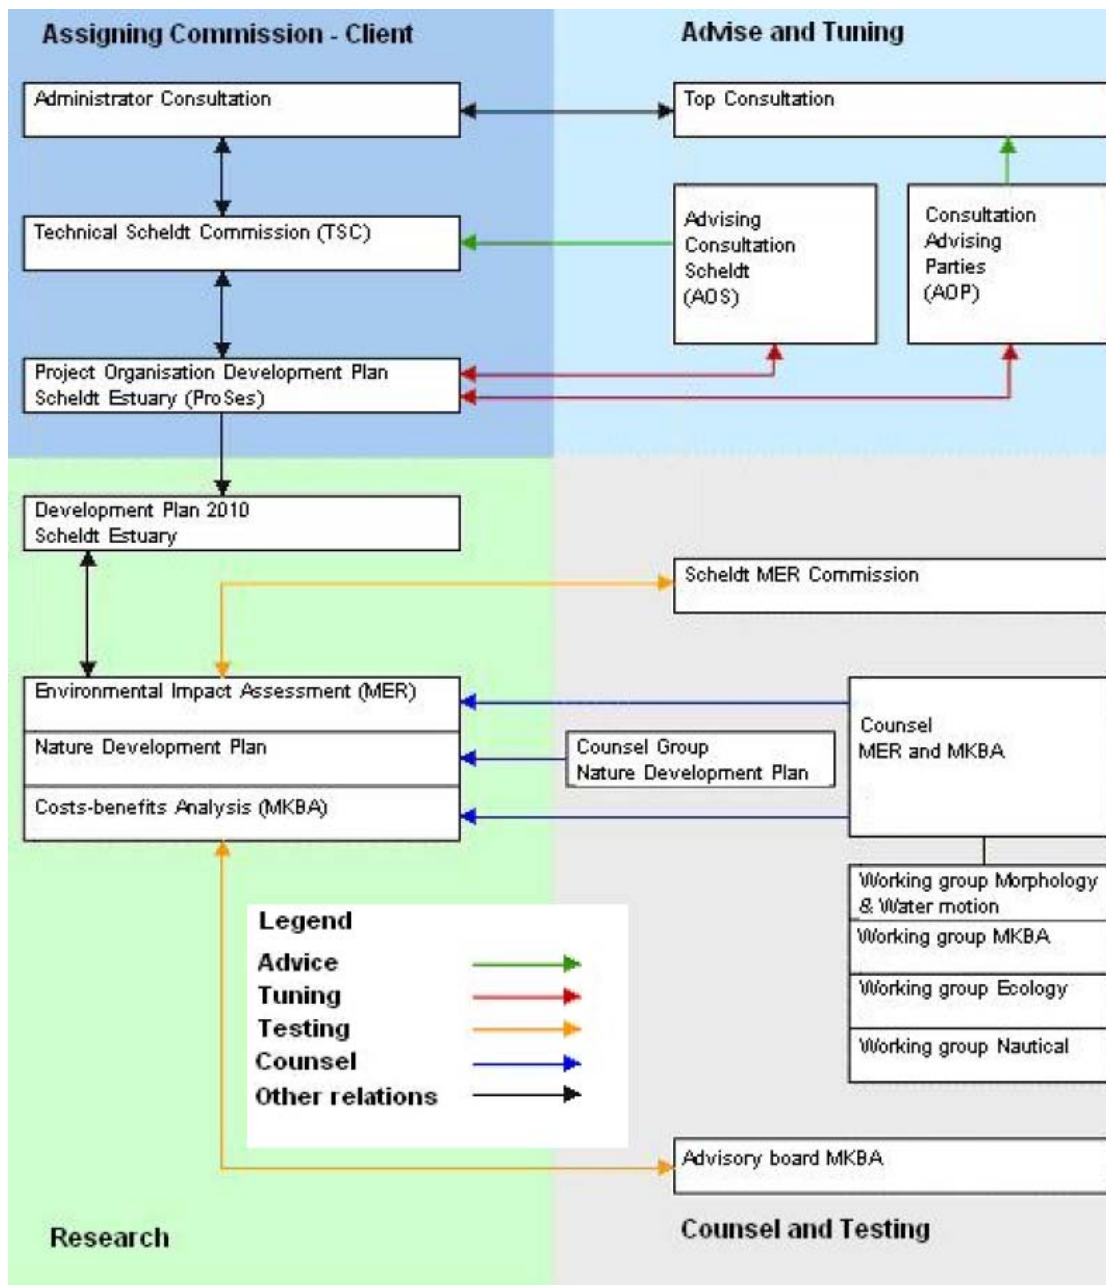 Assigning Commission - Client
Advise and Tuning
Administrator Consultation
Top Consultation
Technical Scheldt Commission (TSC)
Advising
Consultation
Scheldt
(AOS)
Consultation
Advising
Parties
(AOP)
Project Organisation Development Plan
Scheldt Estuary (ProSes)
Development Plan 2010
Scheldt Estuary
Scheldt MER Commission
Environmental Impact Assessment (MER)
Nature Development Plan
Costs-benefits Analysis (MKBA)
Counsel Group
Nature Development Plan
Counsel
MER and MKBA
Working group Morphology
& Water motion
Working group MKBA
Working group Ecology
Working group Nautical
Legend
Advice
Tuning
Testing
Counsel
Other relations
Advisory board MKBA
Research
Counsel and Testing